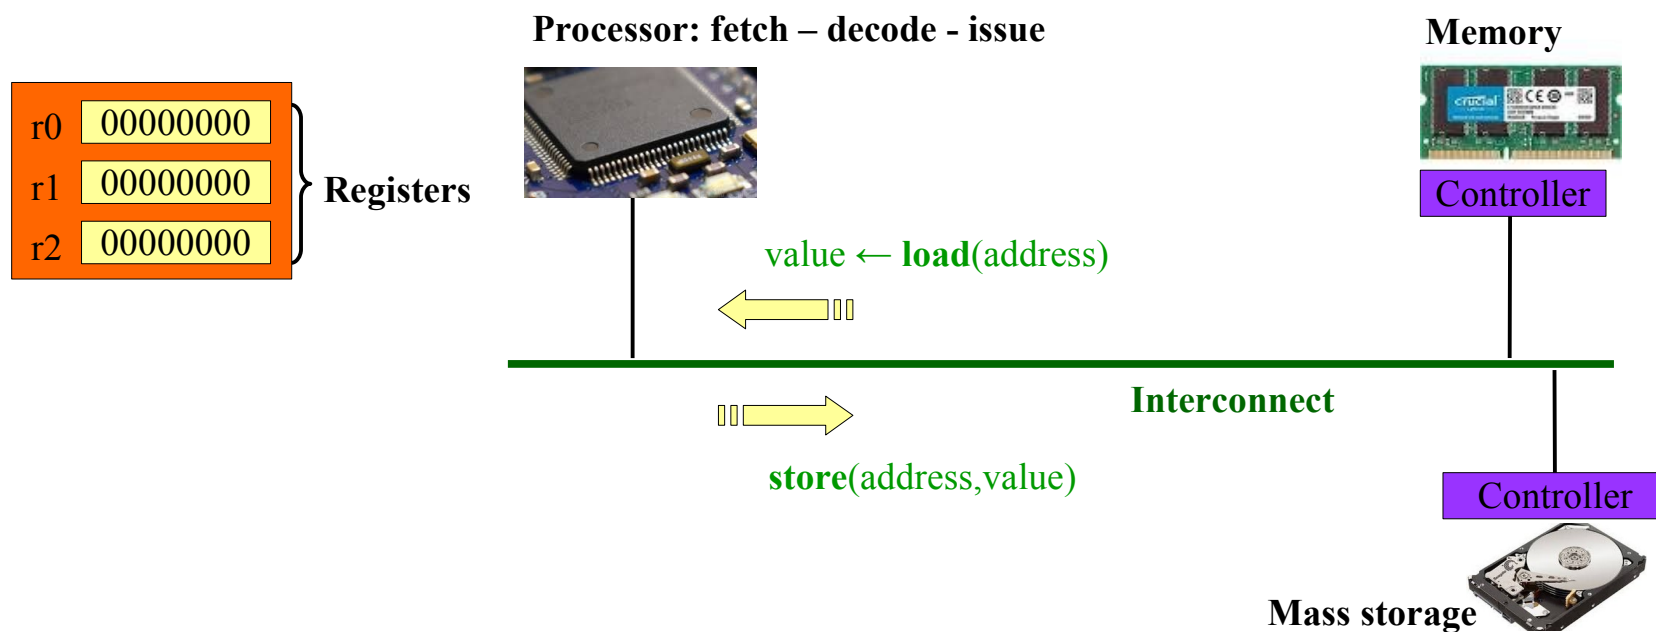 Processor: fetch – decode - issue
Memory
r0 00000000
r1 00000000
r2 00000000
Registers
crucial
Controller
value ← load(address)
Interconnect
store(address,value)
Controller
Mass storage